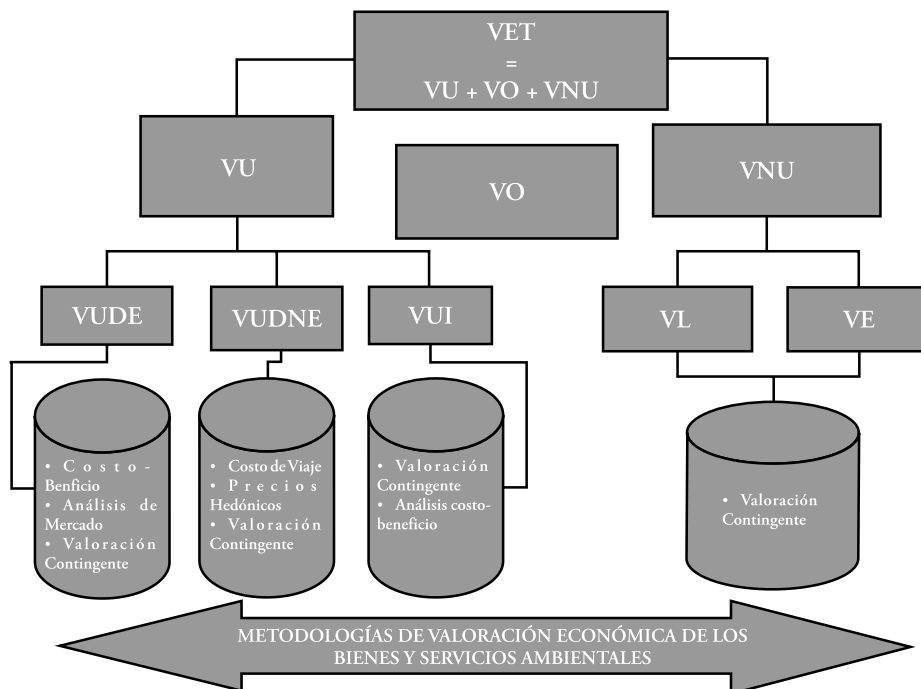 VET
=
VU + VO + VNU
VU
VO
VNU
VUDE
VUDNE
VUI
VL
VE
• Costo-
Benficio
• Análisis de
Mercado
• Valoración
Contingente
• Costo de Viaje
• Precios
Hedónicos
• Valoración
Contingente
• Valoración
Contingente
• Análisis costo-
beneficio
• Valoración
Contingente
METODOLOGÍAS DE VALORACIÓN ECONÓMICA DE LOS
BIENES Y SERVICIOS AMBIENTALES